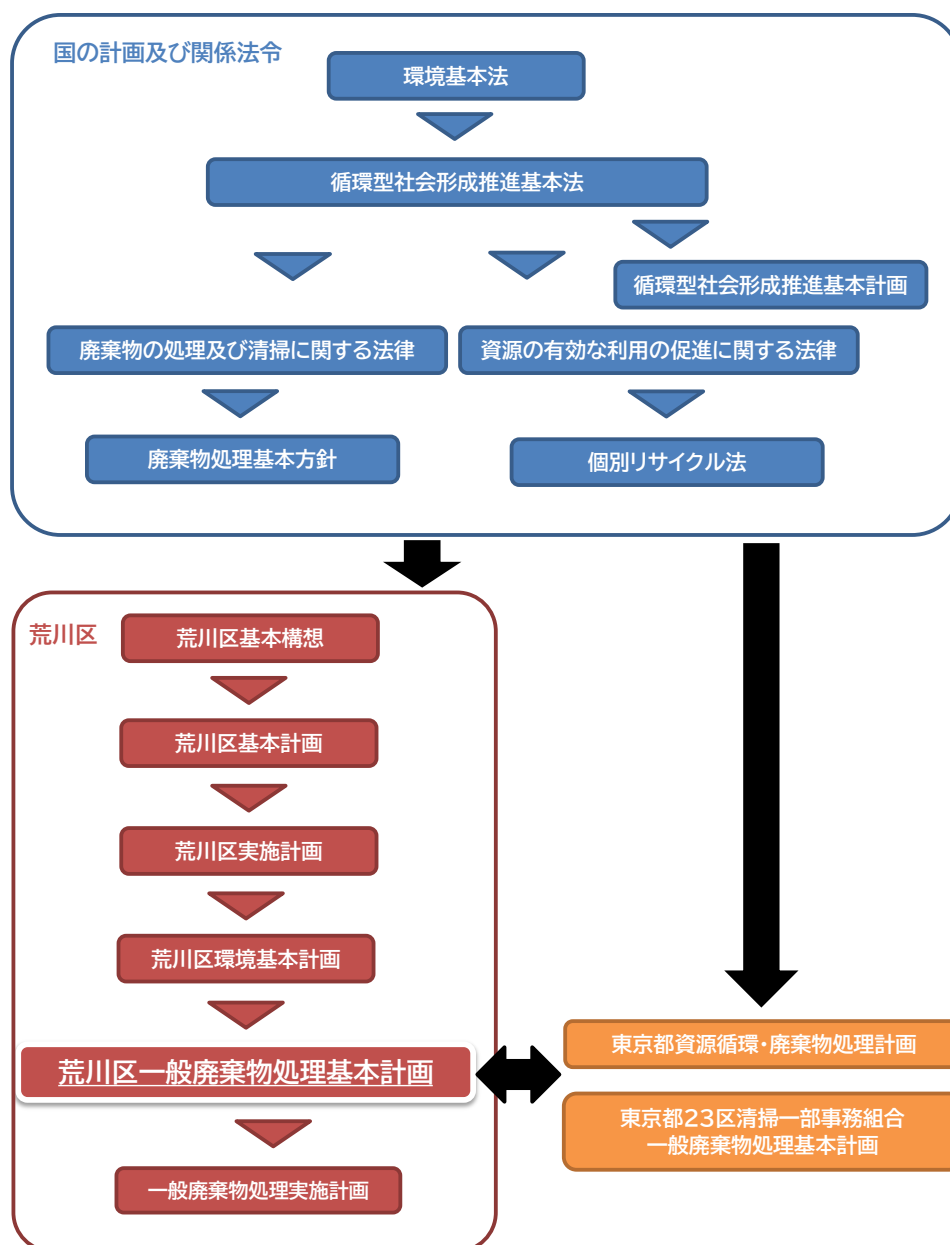 国の計画及び関係法令
環境基本法
循環型社会形成推進基本法
循環型社会形成推進基本計画
廃棄物の処理及び清掃に関する法律
資源の有効な利用の促進に関する法律
廃棄物処理基本方針
個別リサイクル法
荒川区
荒川区基本構想
荒川区基本計画
荒川区実施計画
荒川区環境基本計画
荒川区一般廃棄物処理基本計画
一般廃棄物処理実施計画
東京都資源循環・廃棄物処理計画
東京都23区清掃一部事務組合
一般廃棄物処理基本計画